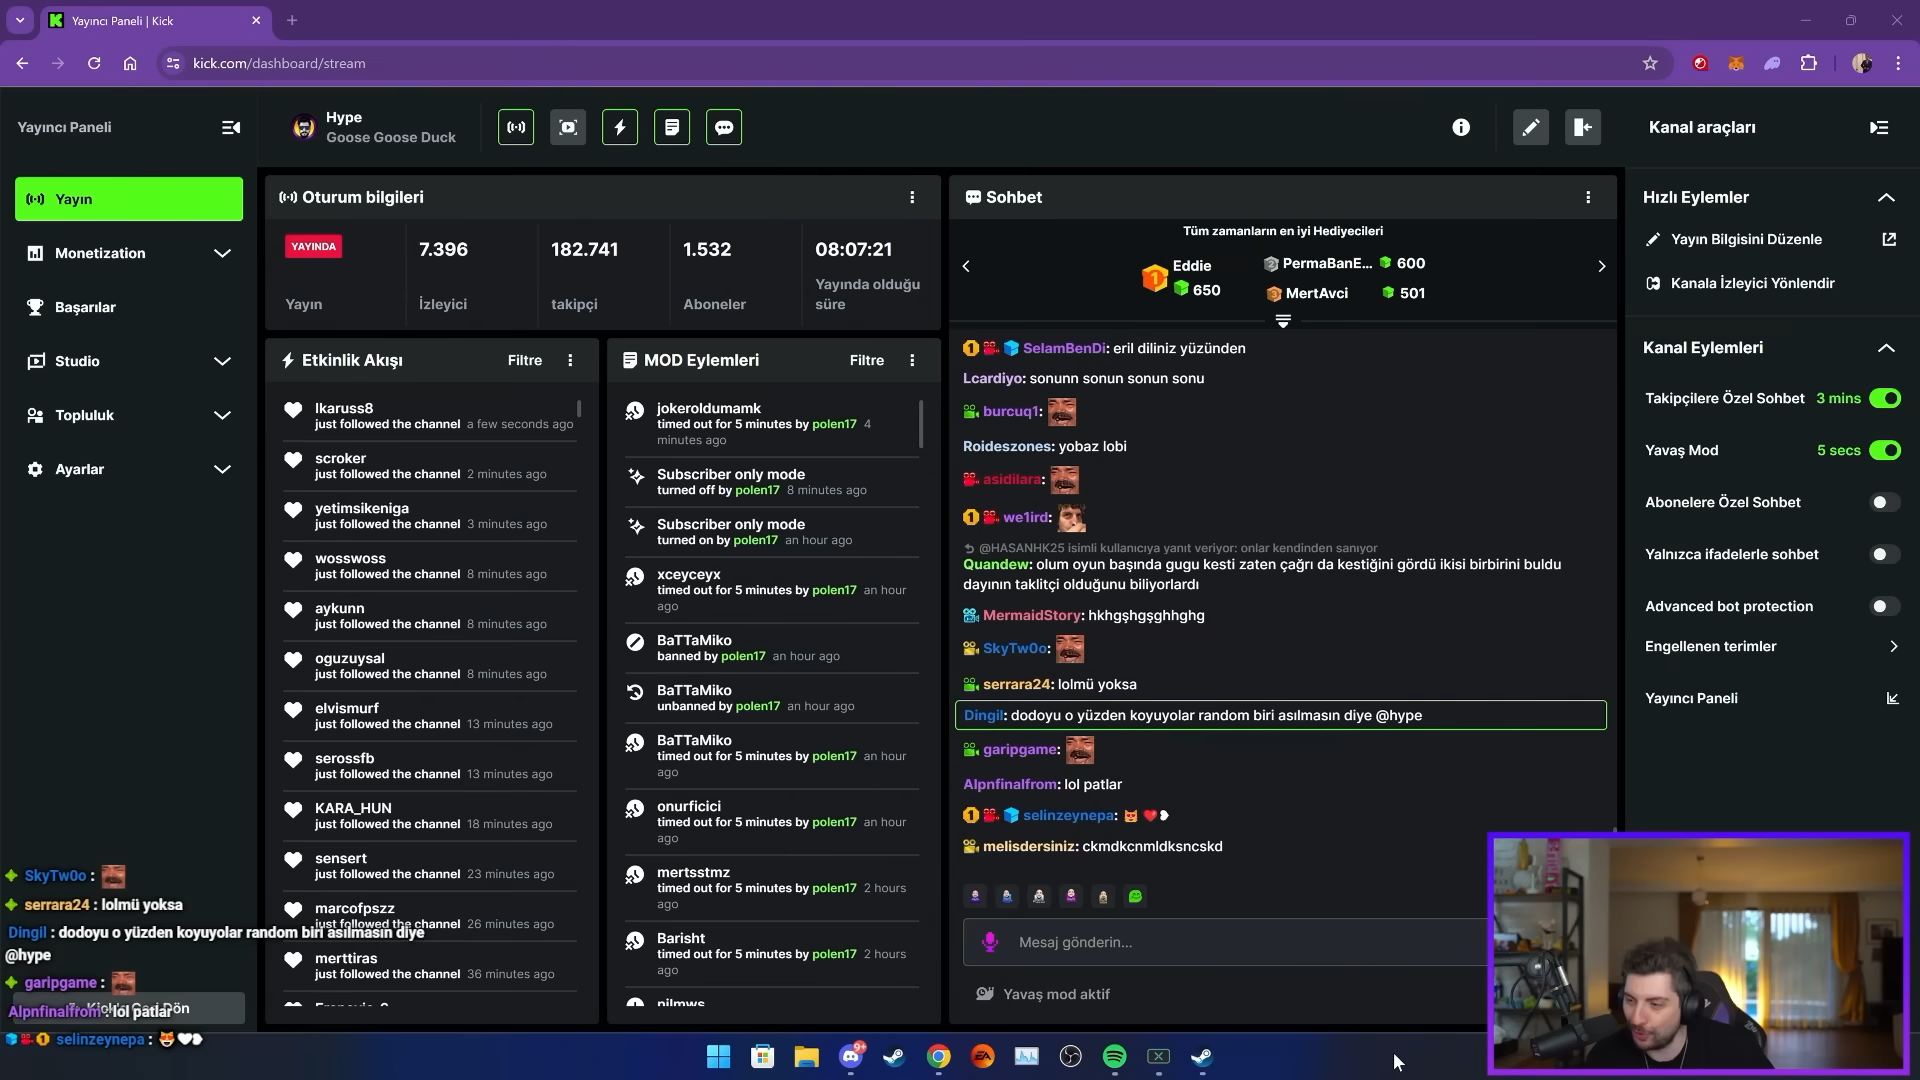 Yayıncı Paneli | Kick
kick.com/dashboard/stream
Yayıncı Paneli
Hype
Goose Goose Duck
Kanal araçları
Yayın
Monetization
Başarılar
Studio
Topluluk
Ayarlar
Oturum bilgileri
YAYINDA
7.396
182.741
1.532
08:07:21
Yayın
İzleyici
takipçi
Aboneler
Yayında olduğu
süre
Etkinlik Akışı
Filtre
Ikaruss8
just followed the channel a few seconds ago
scroker
just followed the channel 2 minutes ago
yetimsikeniga
just followed the channel 3 minutes ago
wosswoss
just followed the channel 8 minutes ago
aykunn
just followed the channel 8 minutes ago
oguzuysal
just followed the channel 8 minutes ago
elvismurf
just followed the channel 13 minutes ago
serossfb
just followed the channel 13 minutes ago
KARA_HUN
just followed the channel 18 minutes ago
sensert
just followed the channel 23 minutes ago
marcofpszz
just followed the channel 26 minutes ago
merttiras
just followed the channel 36 minutes ago
MOD Eylemleri
Filtre
jokeroldumamk
timed out for 5 minutes by polen17 4
minutes ago
Subscriber only mode
turned off by polen17 8 minutes ago
Subscriber only mode
turned on by polen17 an hour ago
xceyceyx
timed out for 5 minutes by polen17 an hour
ago
BaTTaMiko
banned by polen17 an hour ago
BaTTaMiko
unbanned by polen17 an hour ago
BaTTaMiko
timed out for 5 minutes by polen17 an hour
ago
onurficici
timed out for 5 minutes by polen17 an hour
ago
mertsstmz
timed out for 5 minutes by polen17 2 hours
ago
Barisht
timed out for 5 minutes by polen17 2 hours
ago
Sohbet
Tüm zamanların en iyi Hediyecileri
1
Eddie
650
2 PermaBanE... 600
3 MertAvci 501
1 SelamBenDi: eril diliniz yüzünden
Lcardiyo: sonunn sonun sonun sonu
burcuq1:
Roideszones: yobaz lobi
asidilara:
1 we1ird:
@HASANHK25 isimli kullanıcıya yanıt veriyor: onlar kendinden sanıyor
Quandew: olum oyun başında gugu kesti zaten çağrı da kestiğini gördü ikisi birbirini buldu
dayının taklitçi olduğunu biliyorlardı
MermaidStory: hkhgşhgşghhghg
SkyTw0o:
serrara24: lolmü yoksa
Dingil: dodoyu o yüzden koyuyolar random biri asılmasın diye @hype
garipgame:
Alpnfinalfrom: lol patlar
1 selinzeynepa:
melisdersiniz: ckmdkcnmldksncskd
Mesaj gönderin...
Yavaş mod aktif
Hızlı Eylemler
Yayın Bilgisini Düzenle
Kanala İzleyici Yönlendir
Kanal Eylemleri
Takipçilere Özel Sohbet 3 mins
Yavaş Mod 5 secs
Abonelere Özel Sohbet
Yalnızca ifadelerle sohbet
Advanced bot protection
Engellenen terimler
Yayıncı Paneli
SkyTw0o :
serrara24 : lolmü yoksa
Dingil : dodoyu o yüzden koyuyolar random biri asılmasın diye
@hype
garipgame :
Alpnfinalfrom : lol patlar
1 selinzeynepa :
9+
EA